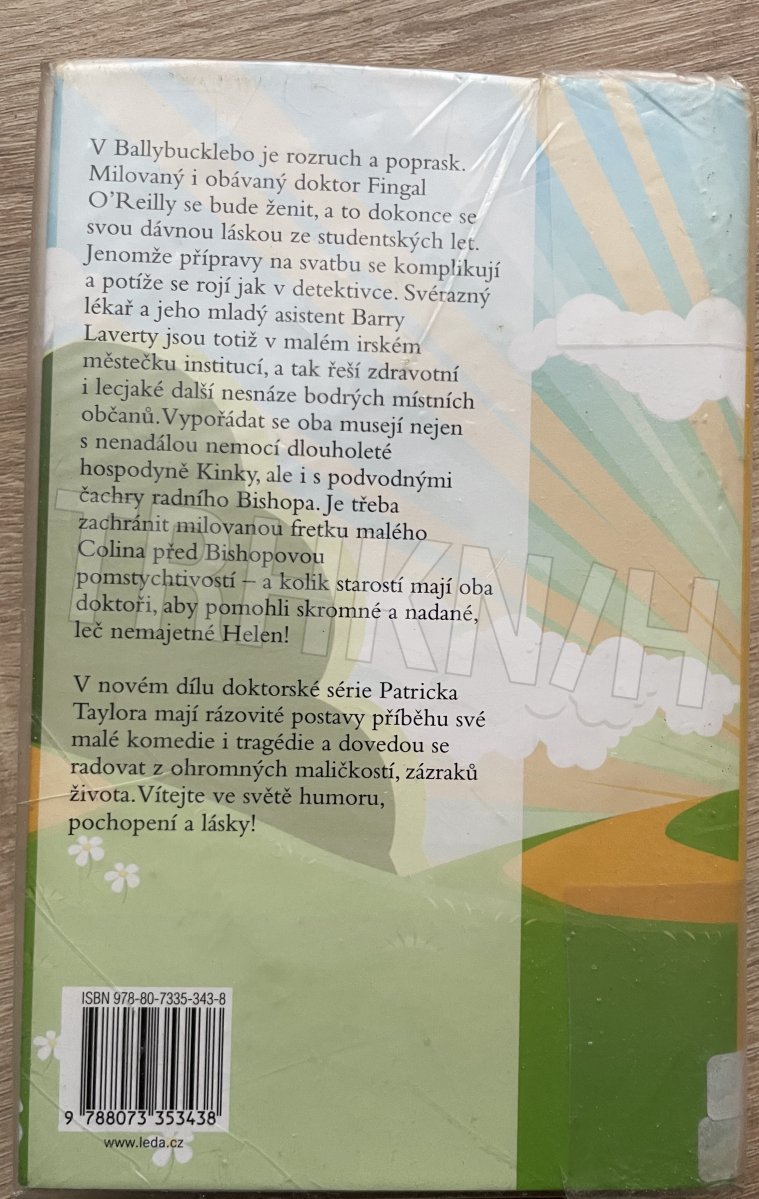 V Ballybucklebo je rozruch a poprask.
Milovaný i obávaný doktor Fingal
O’Reilly se bude ženit, a to dokonce se
svou dávnou láskou ze studentských let.
Jenomže přípravy na svatbu se komplikují
a potíže se rojí jak v detektivce. Svérázný
lékař a jeho mladý asistent Barry
Laverty jsou totiž v malém irském
městečku institucí, a tak řeší zdravotní
i lecjaké další nesnáze bodrých místních
občanů. Vypořádat se oba musejí nejen
s nenadálou nemocí dlouholeté
hospodyně Kinky, ale i s podvodnými
čachry radního Bishopa. Je třeba
zachránit milovanou fretku malého
Colina před Bishopovou
pomstychtivostí – a kolik starostí mají oba
doktoři, aby pomohli skromné a nadané,
leč nemajetné Helen!
V novém dílu doktorské série Patricka
Taylora mají rázovité postavy příběhu své
malé komedie i tragédie a dovedou se
radovat z ohromných maličkostí, zázraků
života. Vítejte ve světě humoru,
pochopení a lásky!
TRHKNIH
ISBN 978-80-7335-343-8
9 788073 353438
www.leda.cz